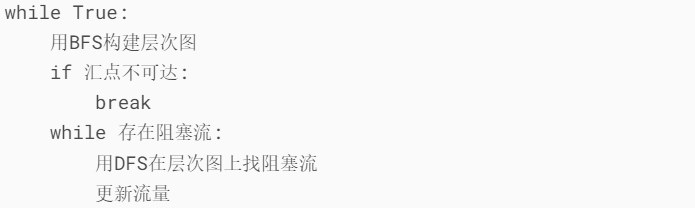 while True:
    用BFS构建层次图
    if 汇点不可达:
        break
    while 存在阻塞流:
        用DFS在层次图上找阻塞流
        更新流量